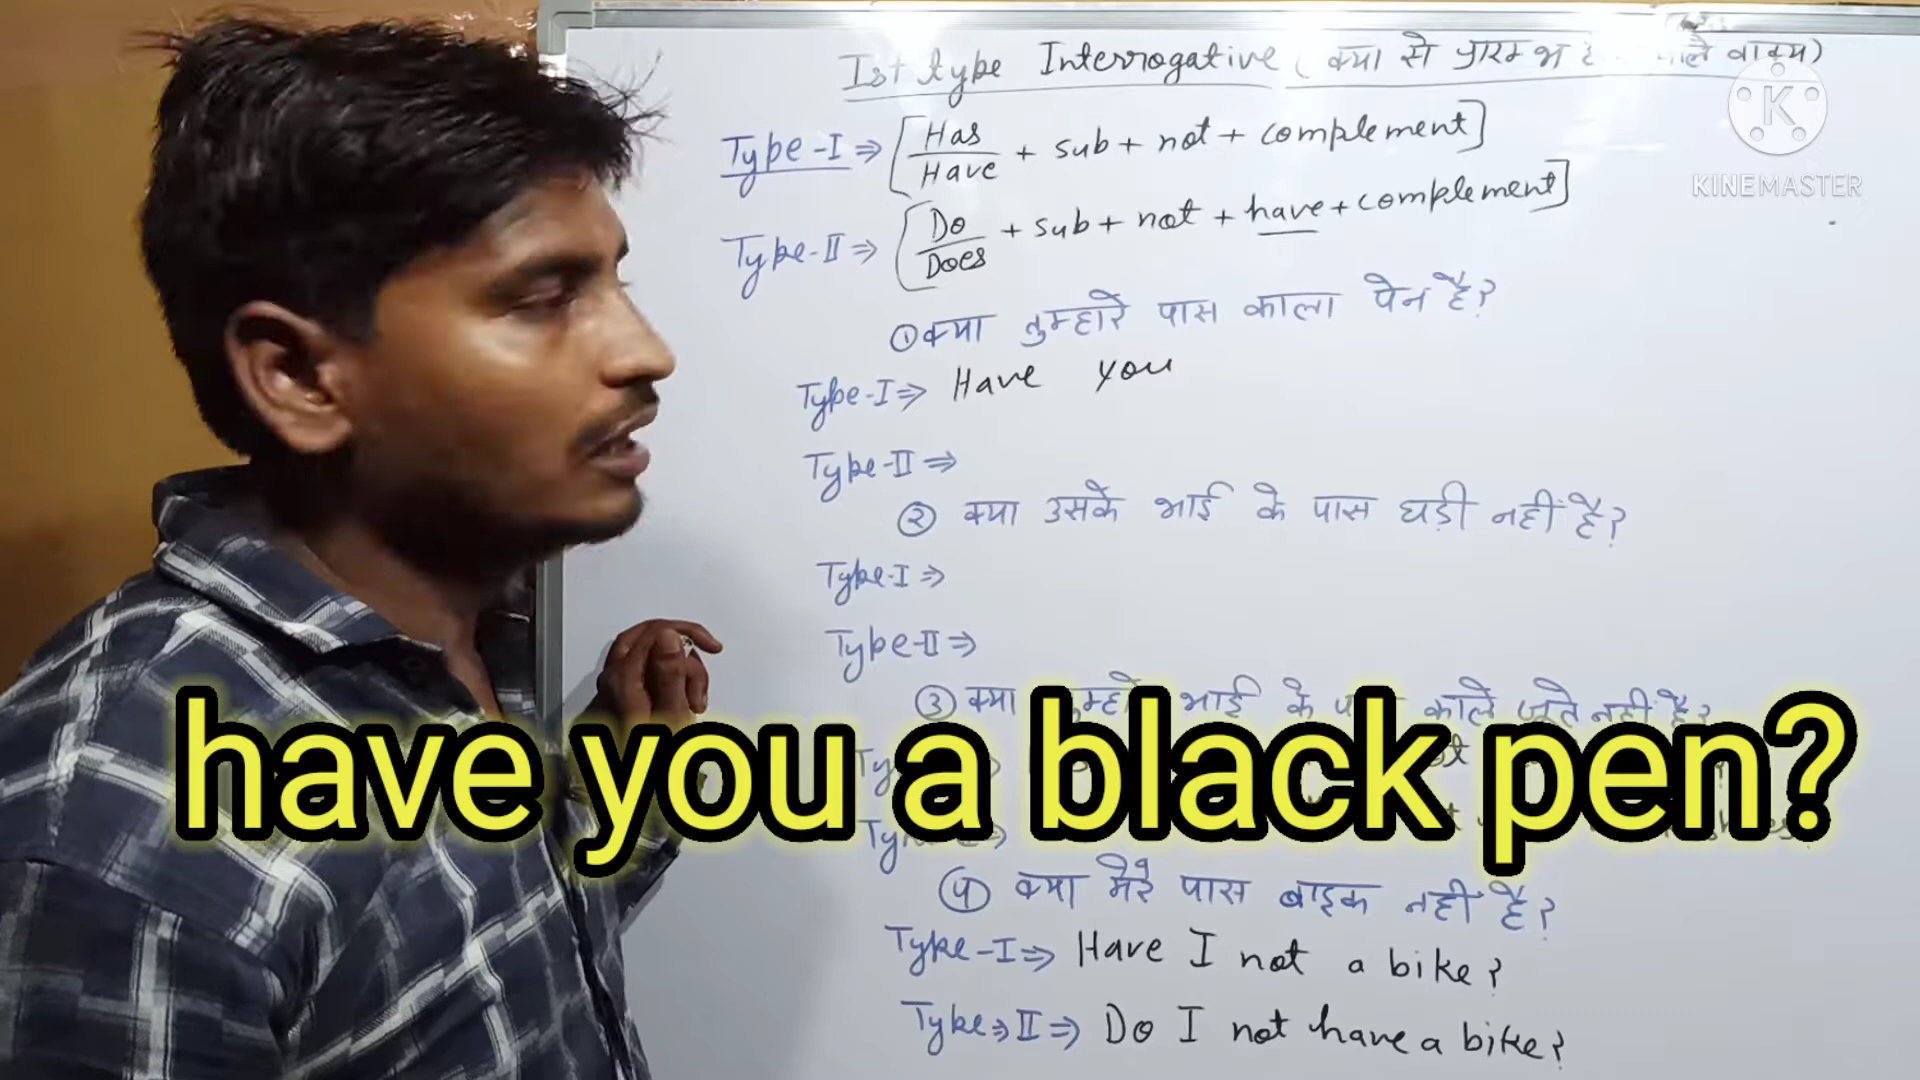 Ist type Interrogative (क्या से प्रारम्भ वाले वाक्य)
Type-I ⇒ [Has/Have + sub + not + complement]
Type-II ⇒ [Do/Does + sub + not + have + complement]
① क्या तुम्हारे पास काला पेन है?
Type-I ⇒ Have you
Type-II ⇒
② क्या उसके भाई के पास घड़ी नहीं है?
Type-I ⇒
Type-II ⇒
③ क्या भाई के काले जूते नहीं है?
have you a black pen?
④ क्या मेरे पास बाइक नहीं है?
Type-I ⇒ Have I not a bike?
Type⇒II ⇒ Do I not have a bike?
KINEMASTER